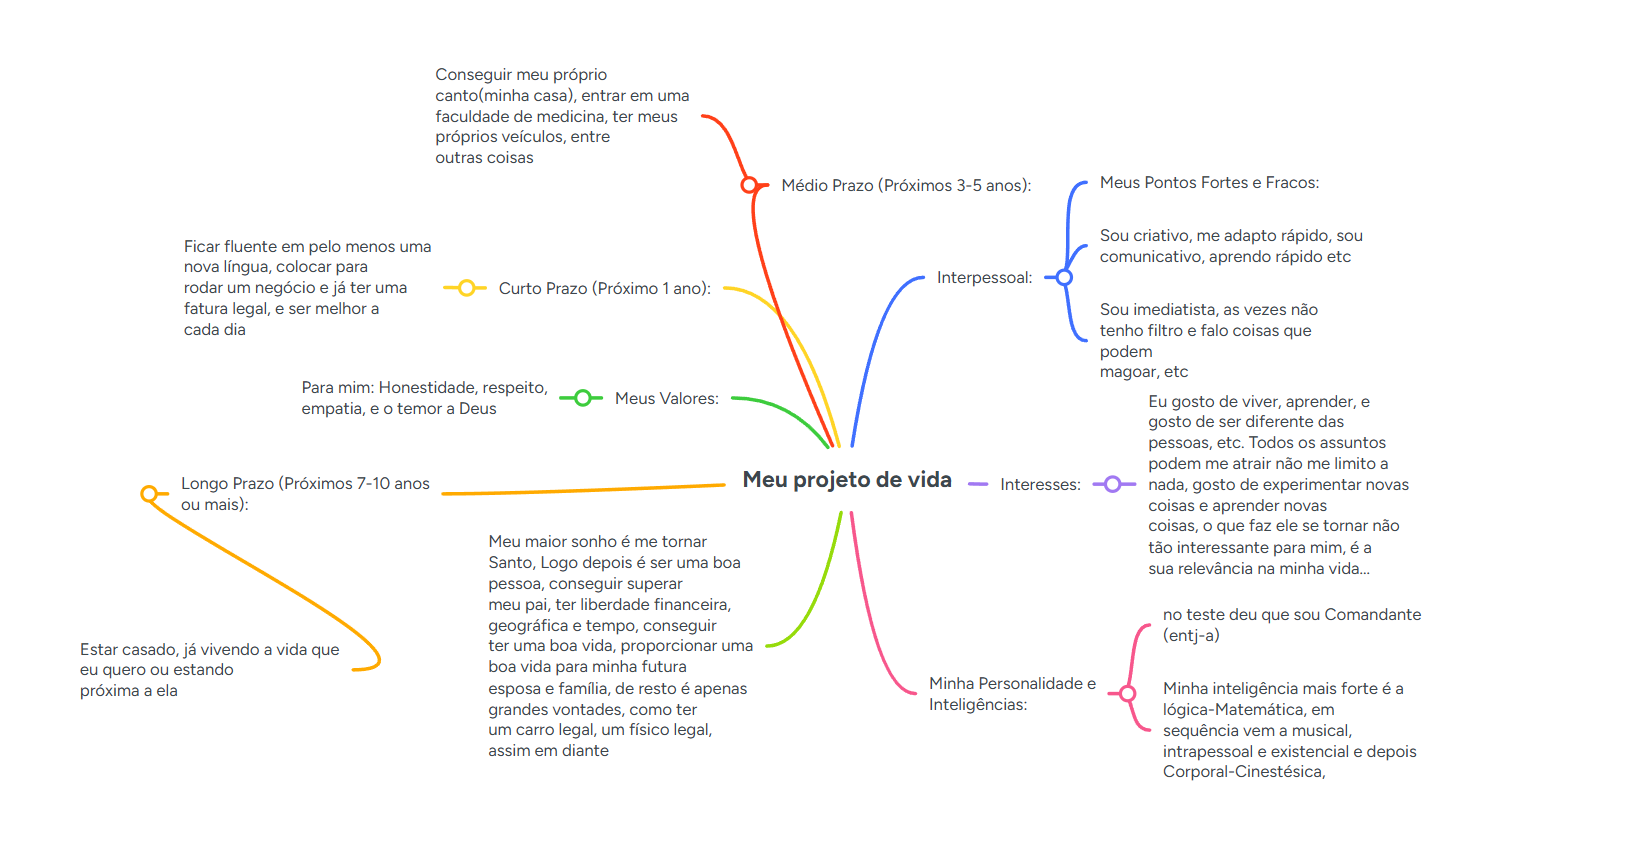 Conseguir meu próprio
canto(minha casa), entrar em uma
faculdade de medicina, ter meus
próprios veículos, entre
outras coisas
Médio Prazo (Próximos 3-5 anos):
Ficar fluente em pelo menos uma
nova língua, colocar para
rodar um negócio e já ter uma
fatura legal, e ser melhor a
cada dia
Curto Prazo (Próximo 1 ano):
Para mim: Honestidade, respeito,
empatia, e o temor a Deus
Meus Valores:
Longo Prazo (Próximos 7-10 anos
ou mais):
Estar casado, já vivendo a vida que
eu quero ou estando
próxima a ela
Meu maior sonho é me tornar
Santo, Logo depois é ser uma boa
pessoa, conseguir superar
meu pai, ter liberdade financeira,
geográfica e tempo, conseguir
ter uma boa vida, proporcionar uma
boa vida para minha futura
esposa e família, de resto é apenas
grandes vontades, como ter
um carro legal, um físico legal,
assim em diante
Meu projeto de vida
Interpessoal:
Meus Pontos Fortes e Fracos:
Sou criativo, me adapto rápido, sou
comunicativo, aprendo rápido etc
Sou imediatista, as vezes não
tenho filtro e falo coisas que
podem
magoar, etc
Interesses:
Eu gosto de viver, aprender, e
gosto de ser diferente das
pessoas, etc. Todos os assuntos
podem me atrair não me limito a
nada, gosto de experimentar novas
coisas e aprender novas
coisas, o que faz ele se tornar não
tão interessante para mim, é a
sua relevância na minha vida...
Minha Personalidade e
Inteligências:
no teste deu que sou Comandante
(entj-a)
Minha inteligência mais forte é a
lógica-Matemática, em
sequência vem a musical,
intrapessoal e existencial e depois
Corporal-Cinestésica,